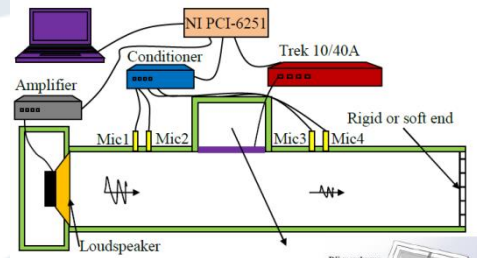 NI PCI-6251
Conditioner
Trek 10/40A
Amplifier
Rigid or soft end
Mic1
Mic2
Mic3
Mic4
Loudspeaker